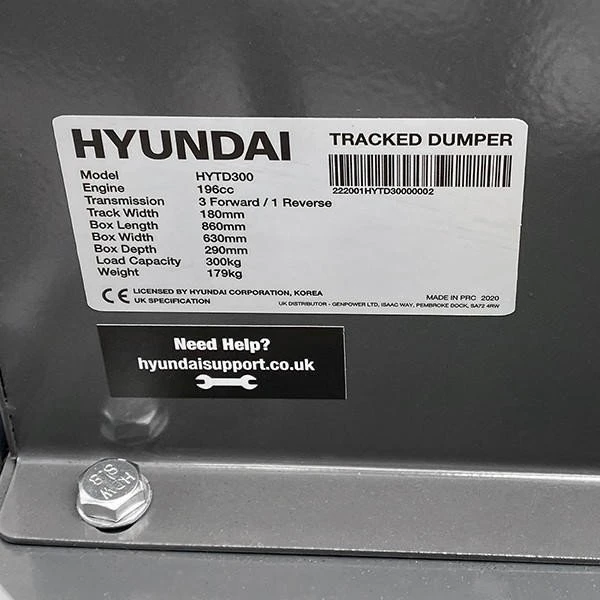 HYUNDAI
TRACKED DUMPER
222001HYTD30000002
Model HYTD300
Engine 196cc
Transmission 3 Forward / 1 Reverse
Track Width 180mm
Box Length 860mm
Box Width 630mm
Box Depth 290mm
Load Capacity 300kg
Weight 179kg
CE LICENSED BY HYUNDAI CORPORATION, KOREA
UK SPECIFICATION
MADE IN PRC 2020
UK DISTRIBUTOR - GENPOWER LTD, ISAAC WAY, PEMBROKE DOCK, SA72 4RW
Need Help?
hyundaisupport.co.uk